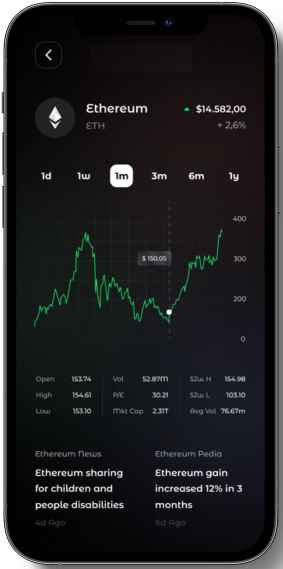 Ethereum
$14.582,00
ETH
+ 2,6%
1d 1w 1m 3m 6m 1y
400
$ 150.05
300
200
0
Open 153.74 Vol 52.87M 52w H 154.98
High 154.61 P/E 30.21 52w L 103.10
Low 153.10 Mkt Cap 2.31T Avg Vol 76.67m
Ethereum News
Ethereum sharing
for children and
people disabilities
4d Ago
Ethereum Pedia
Ethereum gain
increased 12% in 3
months
6d Ago